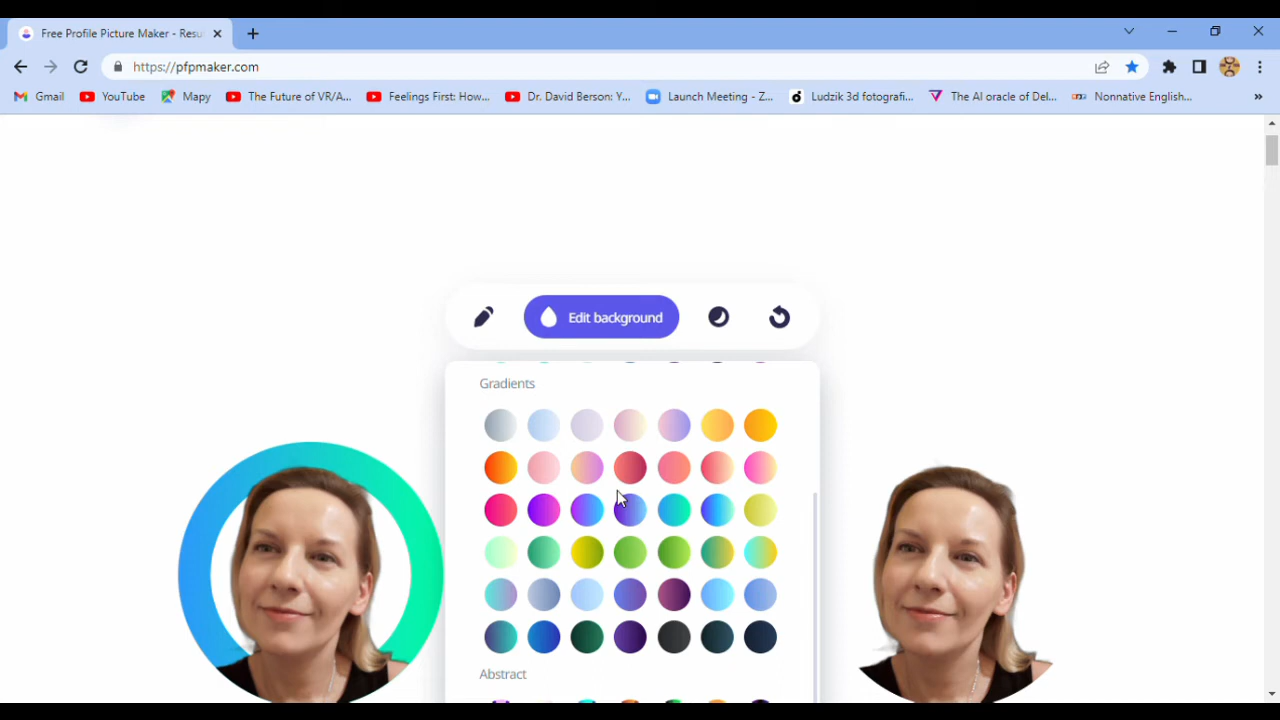 Free Profile Picture Maker - Resu
https://pfpmaker.com
Gmail YouTube Mapy The Future of VR/A... Feelings First: How... Dr. David Berson: Y... Launch Meeting - Z... Ludzik 3d fotografi... The AI oracle of Del... Nonnative English... »
Edit background
Gradients
Abstract